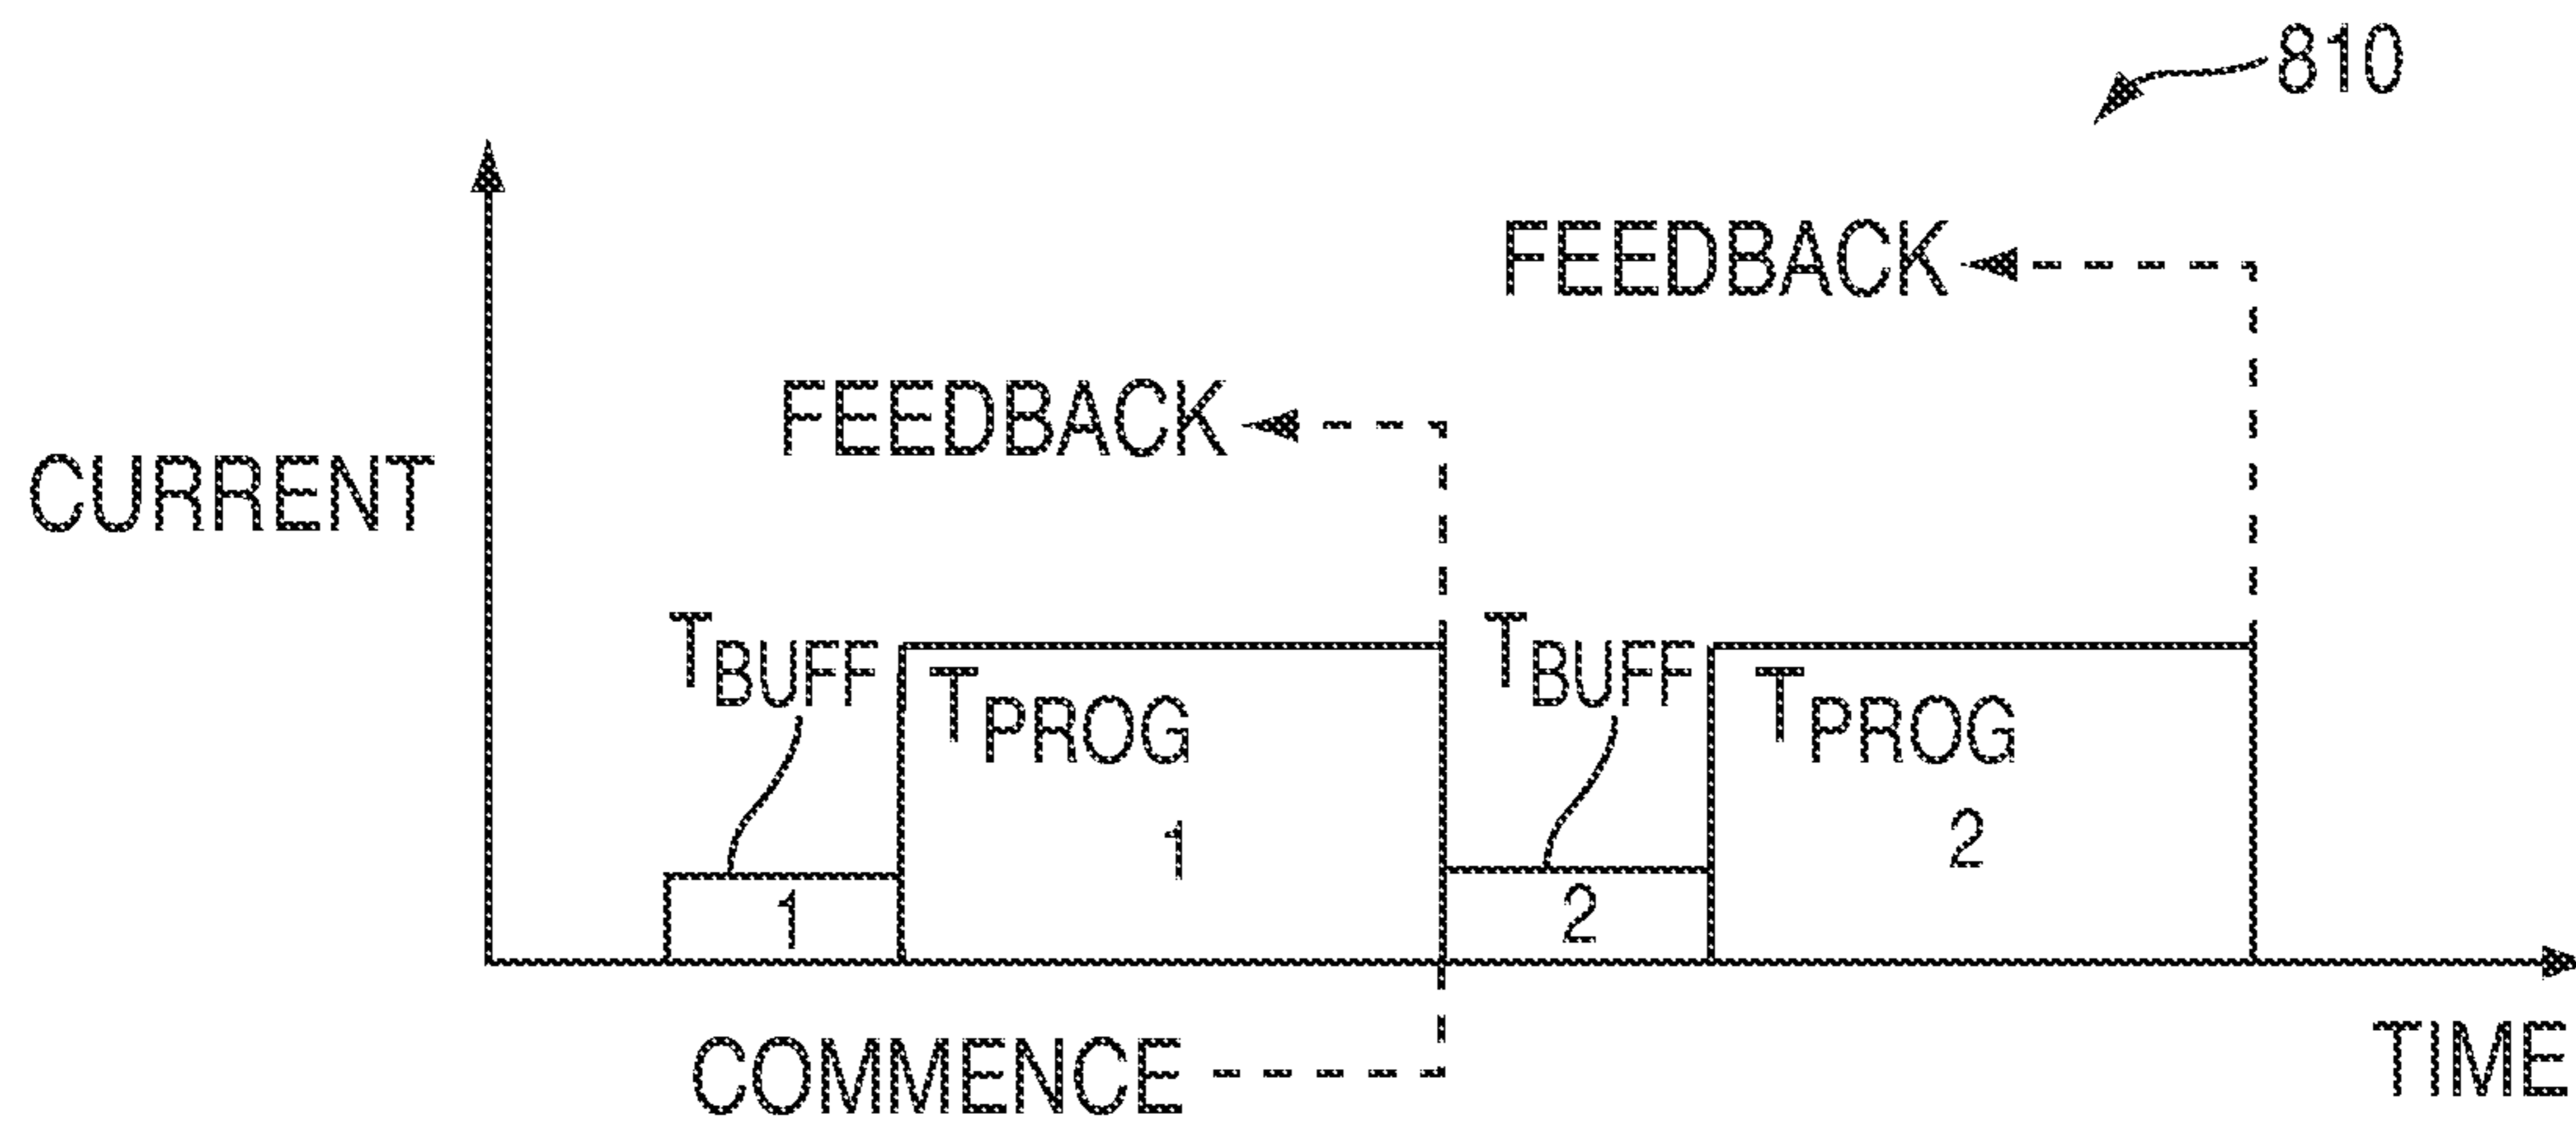 810
FEEDBACK
FEEDBACK
CURRENT
TBUFF
TPROG
TBUFF
TPROG
1
2
1
2
COMMENCE
TIME